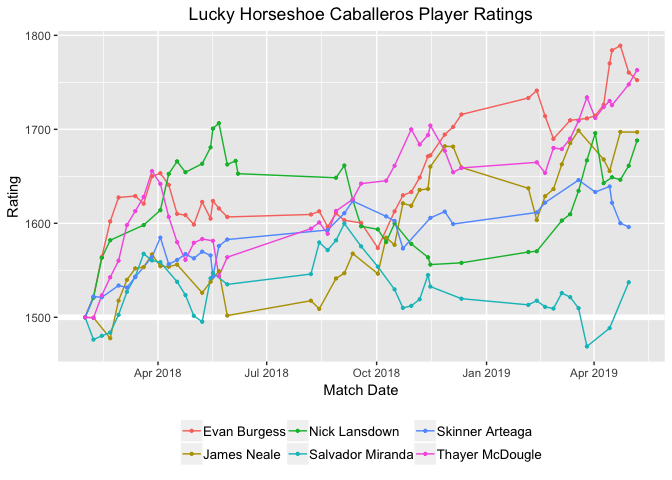 Lucky Horseshoe Caballeros Player Ratings
Rating
1800
1700
1600
1500
Apr 2018 Jul 2018 Oct 2018 Jan 2019 Apr 2019
Match Date
Evan Burgess Nick Lansdown Skinner Arteaga
James Neale Salvador Miranda Thayer McDougle